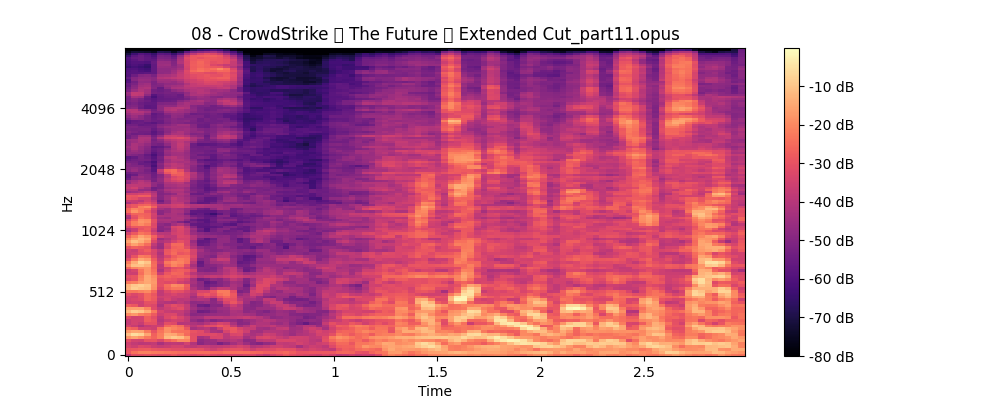 08 - CrowdStrike ▯ The Future ▯ Extended Cut_part11.opus
4096
2048
1024
512
0
Hz
0
0.5
1
1.5
2
2.5
Time
-10 dB
-20 dB
-30 dB
-40 dB
-50 dB
-60 dB
-70 dB
-80 dB